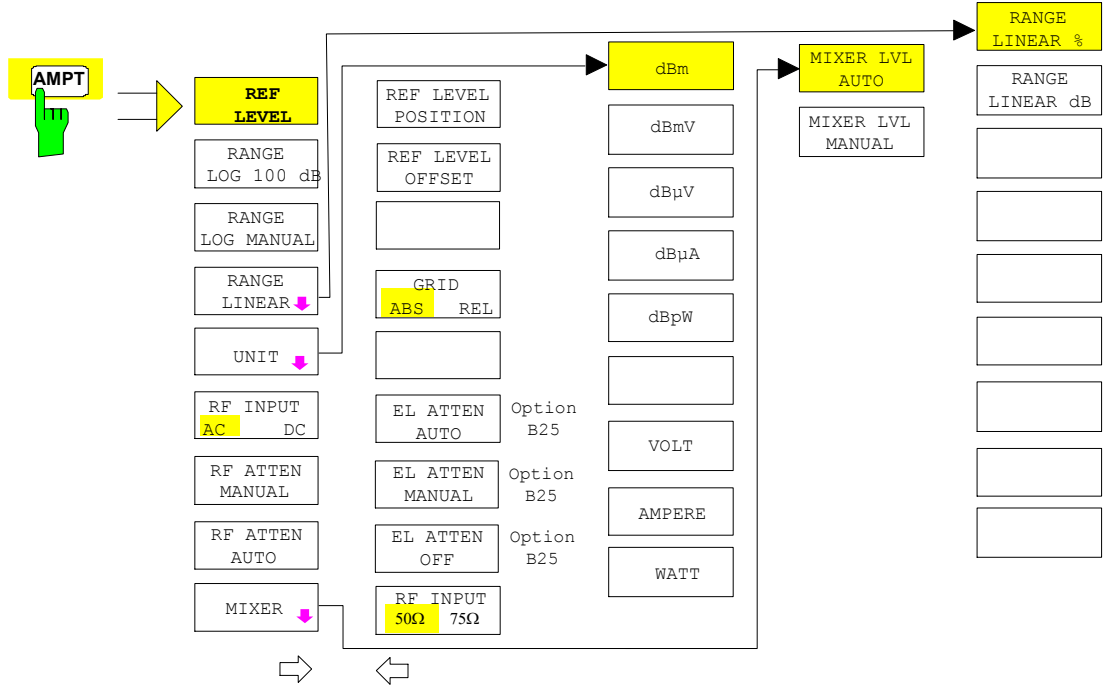 AMPT
REF
LEVEL
RANGE
LOG 100 dB
RANGE
LOG MANUAL
RANGE
LINEAR
UNIT
RF INPUT
AC DC
RF ATTEN
MANUAL
RF ATTEN
AUTO
MIXER
REF LEVEL
POSITION
REF LEVEL
OFFSET
GRID
ABS REL
EL ATTEN
AUTO
Option
B25
EL ATTEN
MANUAL
Option
B25
EL ATTEN
OFF
Option
B25
RF INPUT
50Ω 75Ω
dBm
dBmV
dBµV
dBµA
dBpW
VOLT
AMPERE
WATT
MIXER LVL
AUTO
MIXER LVL
MANUAL
RANGE
LINEAR %
RANGE
LINEAR dB